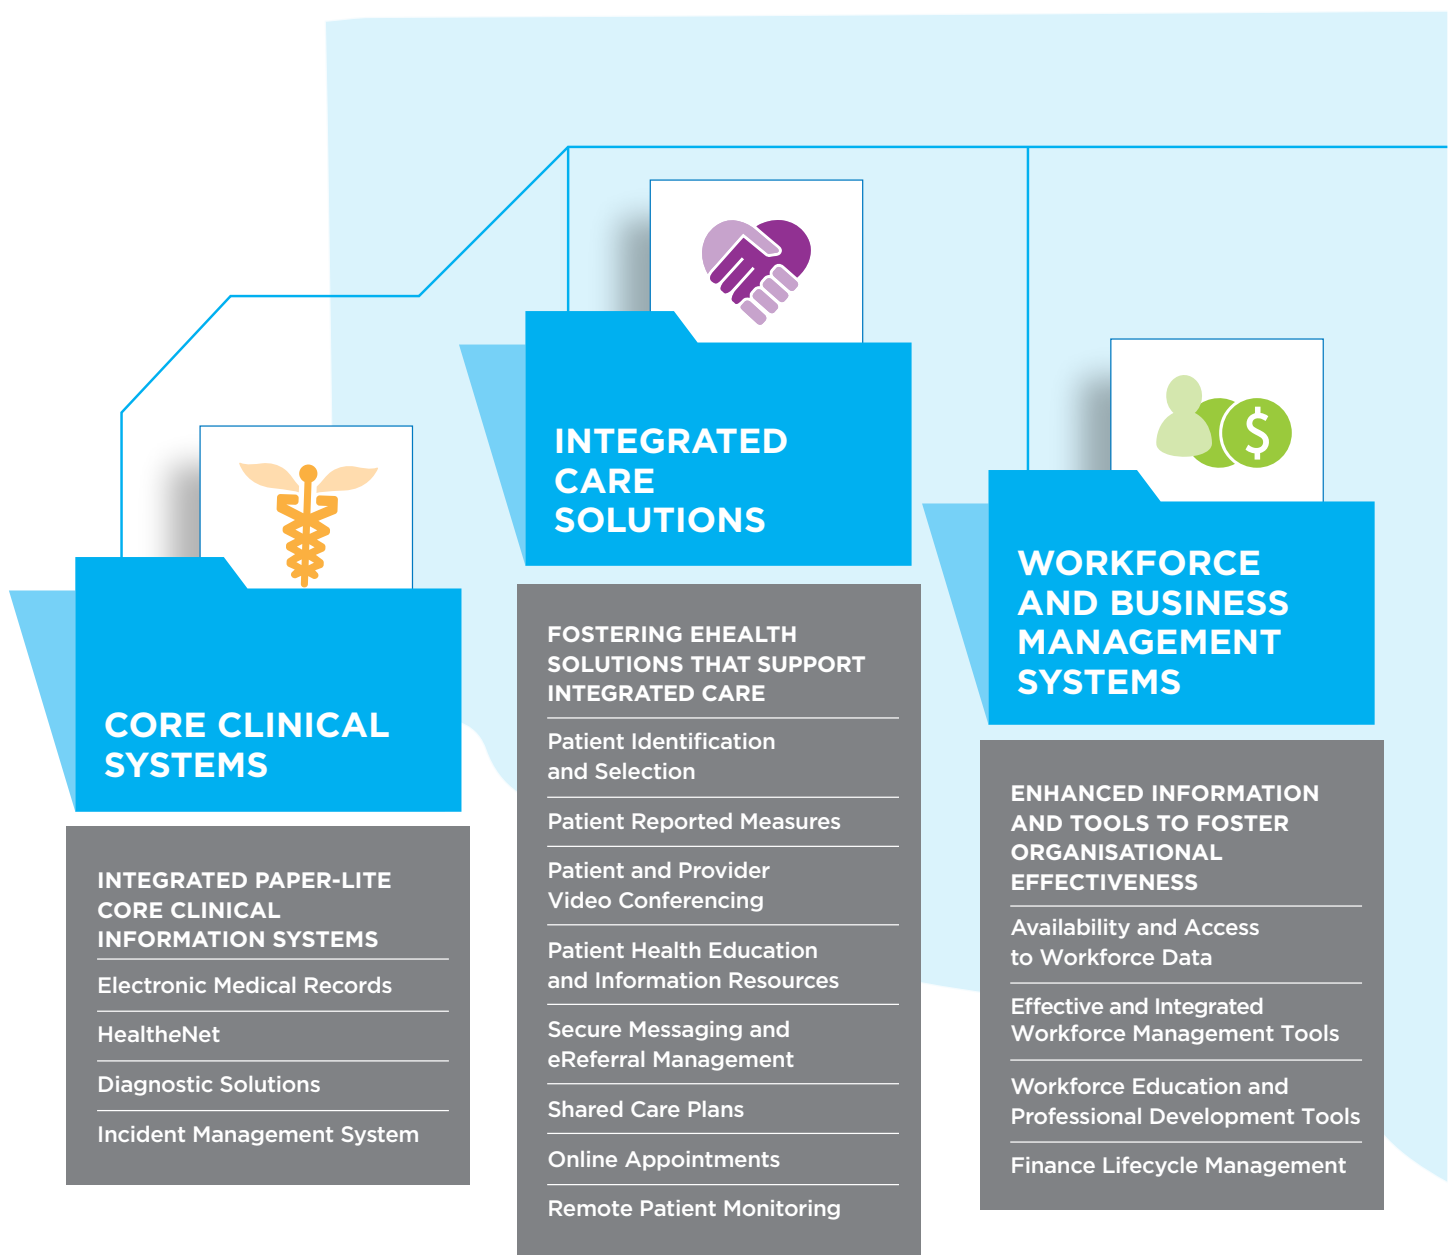 CORE CLINICAL
SYSTEMS
INTEGRATED PAPER-LITE
CORE CLINICAL
INFORMATION SYSTEMS
Electronic Medical Records
HealtheNet
Diagnostic Solutions
Incident Management System
INTEGRATED
CARE
SOLUTIONS
FOSTERING EHEALTH
SOLUTIONS THAT SUPPORT
INTEGRATED CARE
Patient Identification
and Selection
Patient Reported Measures
Patient and Provider
Video Conferencing
Patient Health Education
and Information Resources
Secure Messaging and
eReferral Management
Shared Care Plans
Online Appointments
Remote Patient Monitoring
$
WORKFORCE
AND BUSINESS
MANAGEMENT
SYSTEMS
ENHANCED INFORMATION
AND TOOLS TO FOSTER
ORGANISATIONAL
EFFECTIVENESS
Availability and Access
to Workforce Data
Effective and Integrated
Workforce Management Tools
Workforce Education and
Professional Development Tools
Finance Lifecycle Management